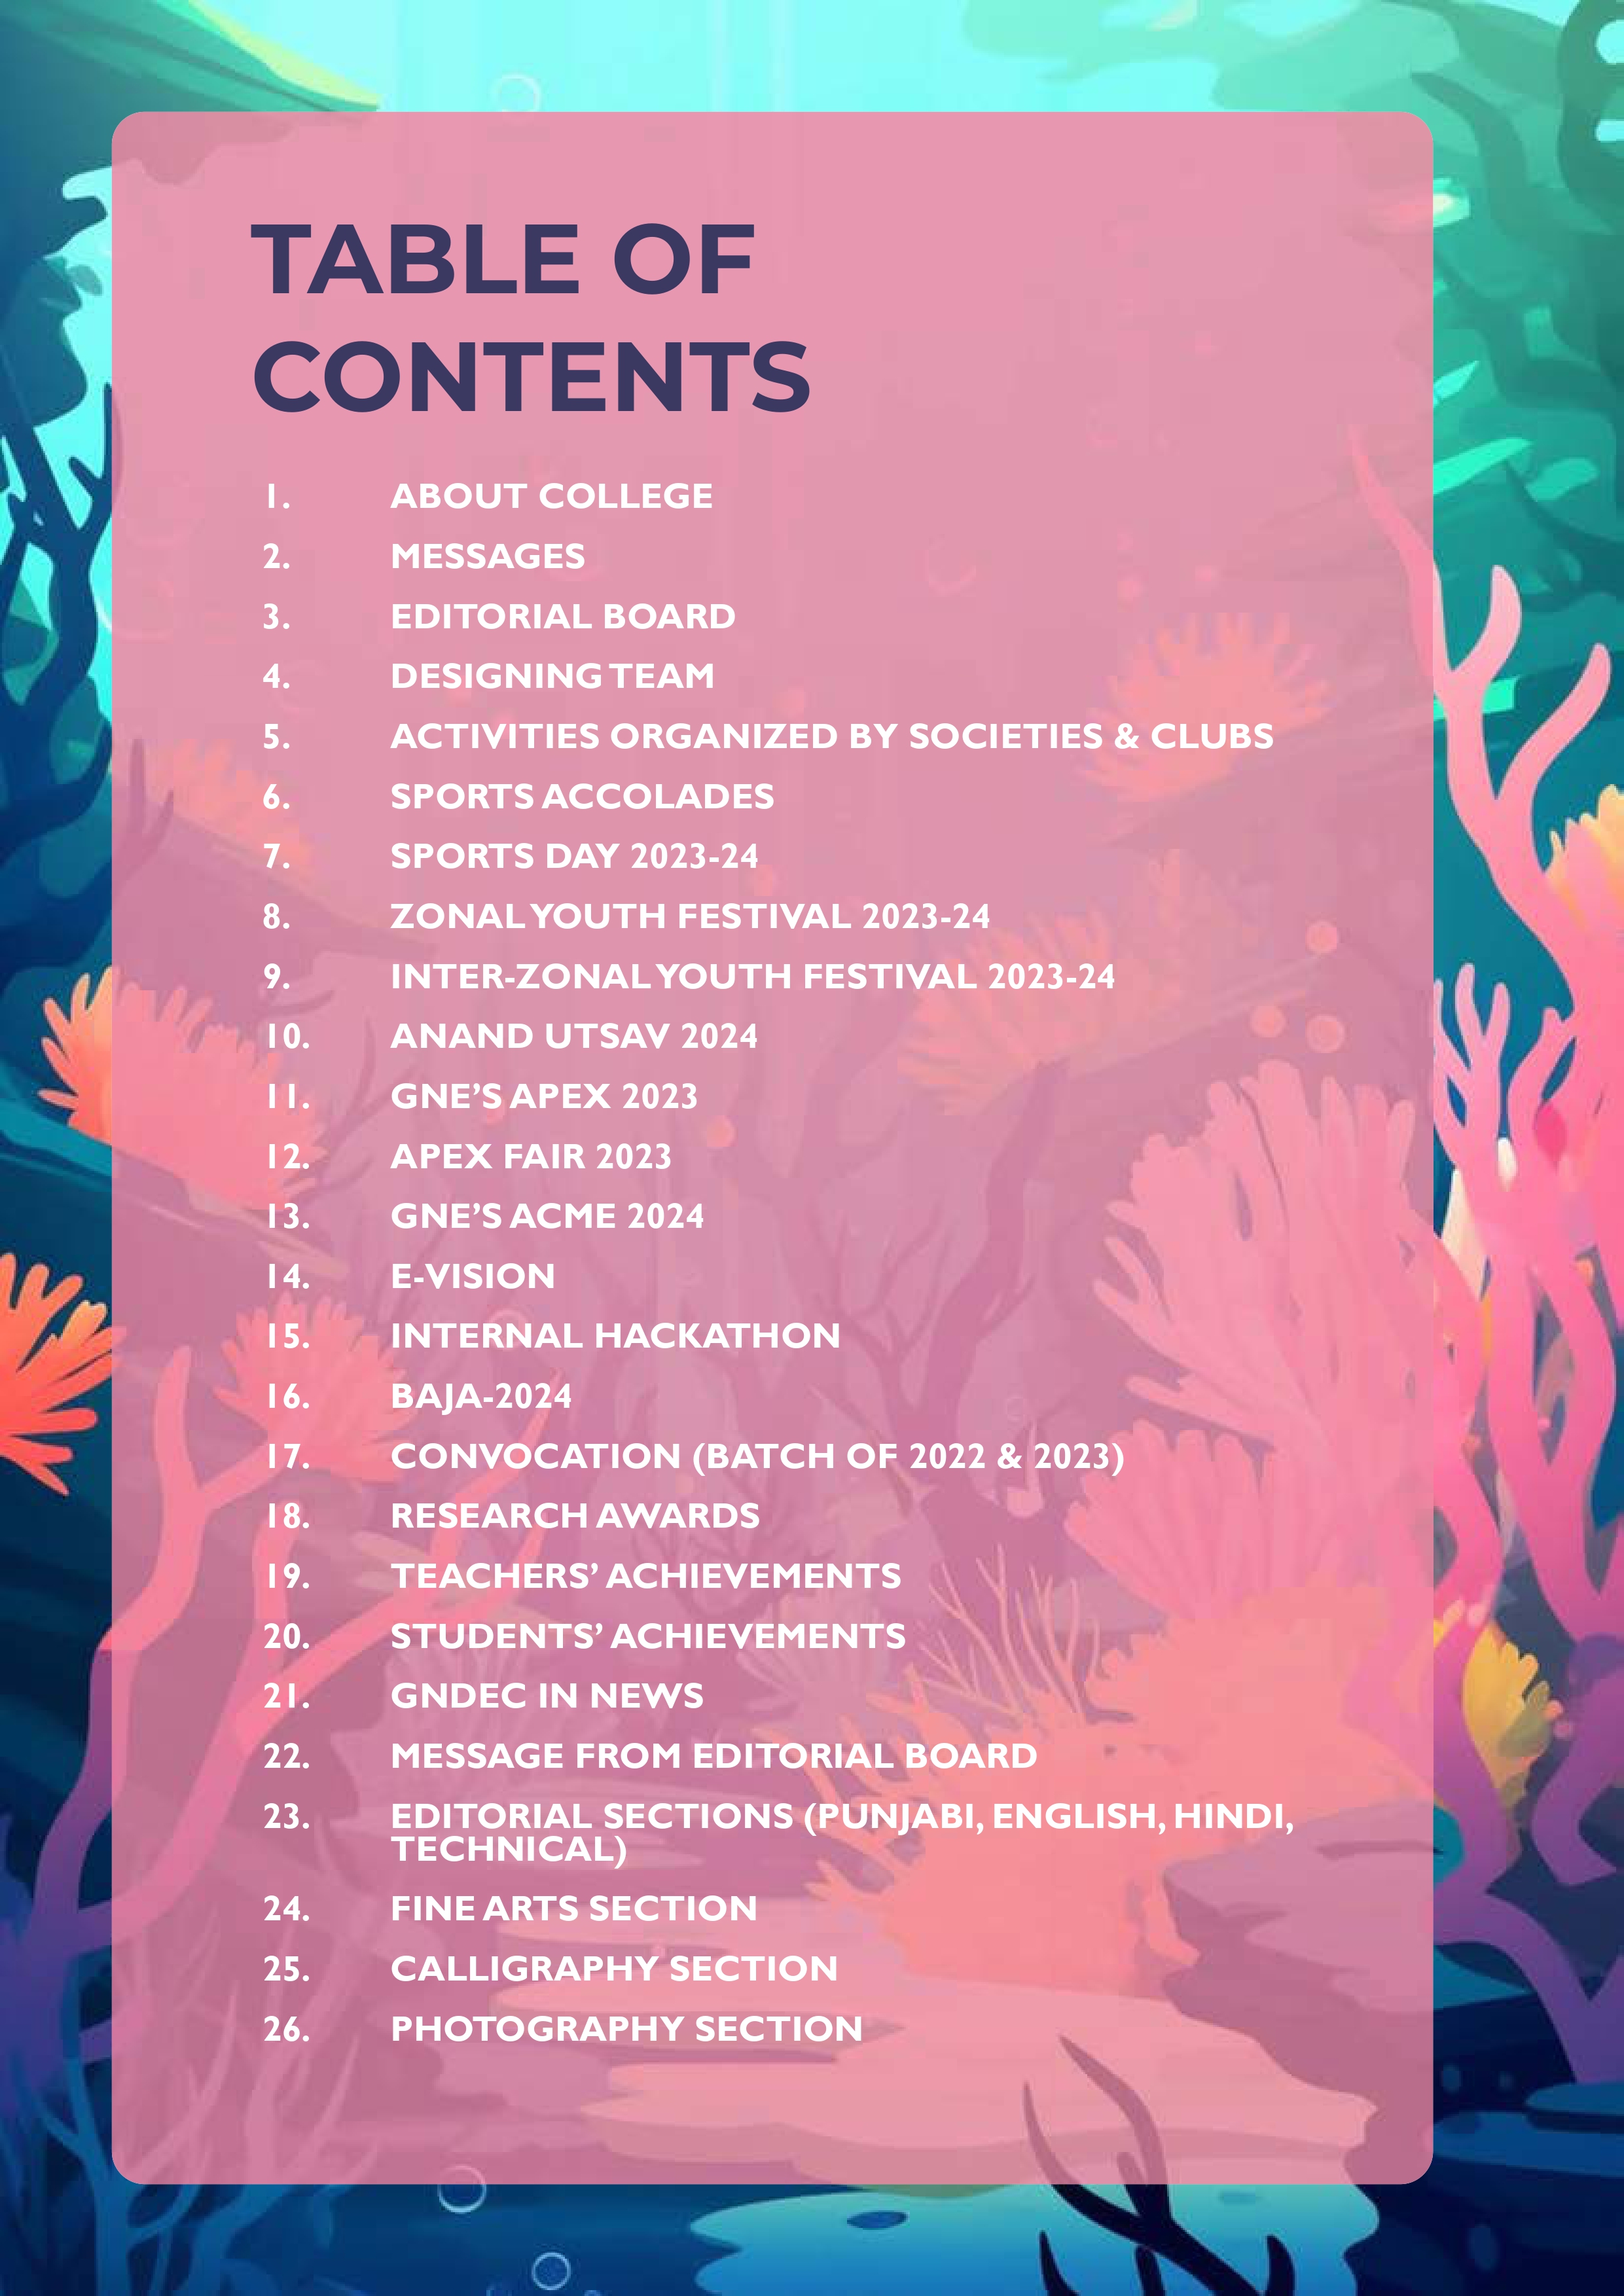 TABLE OF
CONTENTS
1. ABOUT COLLEGE
2. MESSAGES
3. EDITORIAL BOARD
4. DESIGNING TEAM
5. ACTIVITIES ORGANIZED BY SOCIETIES & CLUBS
6. SPORTS ACCOLADES
7. SPORTS DAY 2023-24
8. ZONAL YOUTH FESTIVAL 2023-24
9. INTER-ZONAL YOUTH FESTIVAL 2023-24
10. ANAND UTSAV 2024
11. GNE’S APEX 2023
12. APEX FAIR 2023
13. GNE’S ACME 2024
14. E-VISION
15. INTERNAL HACKATHON
16. BAJA-2024
17. CONVOCATION (BATCH OF 2022 & 2023)
18. RESEARCH AWARDS
19. TEACHERS’ ACHIEVEMENTS
20. STUDENTS’ ACHIEVEMENTS
21. GNDEC IN NEWS
22. MESSAGE FROM EDITORIAL BOARD
23. EDITORIAL SECTIONS (PUNJABI, ENGLISH, HINDI,
TECHNICAL)
24. FINE ARTS SECTION
25. CALLIGRAPHY SECTION
26. PHOTOGRAPHY SECTION